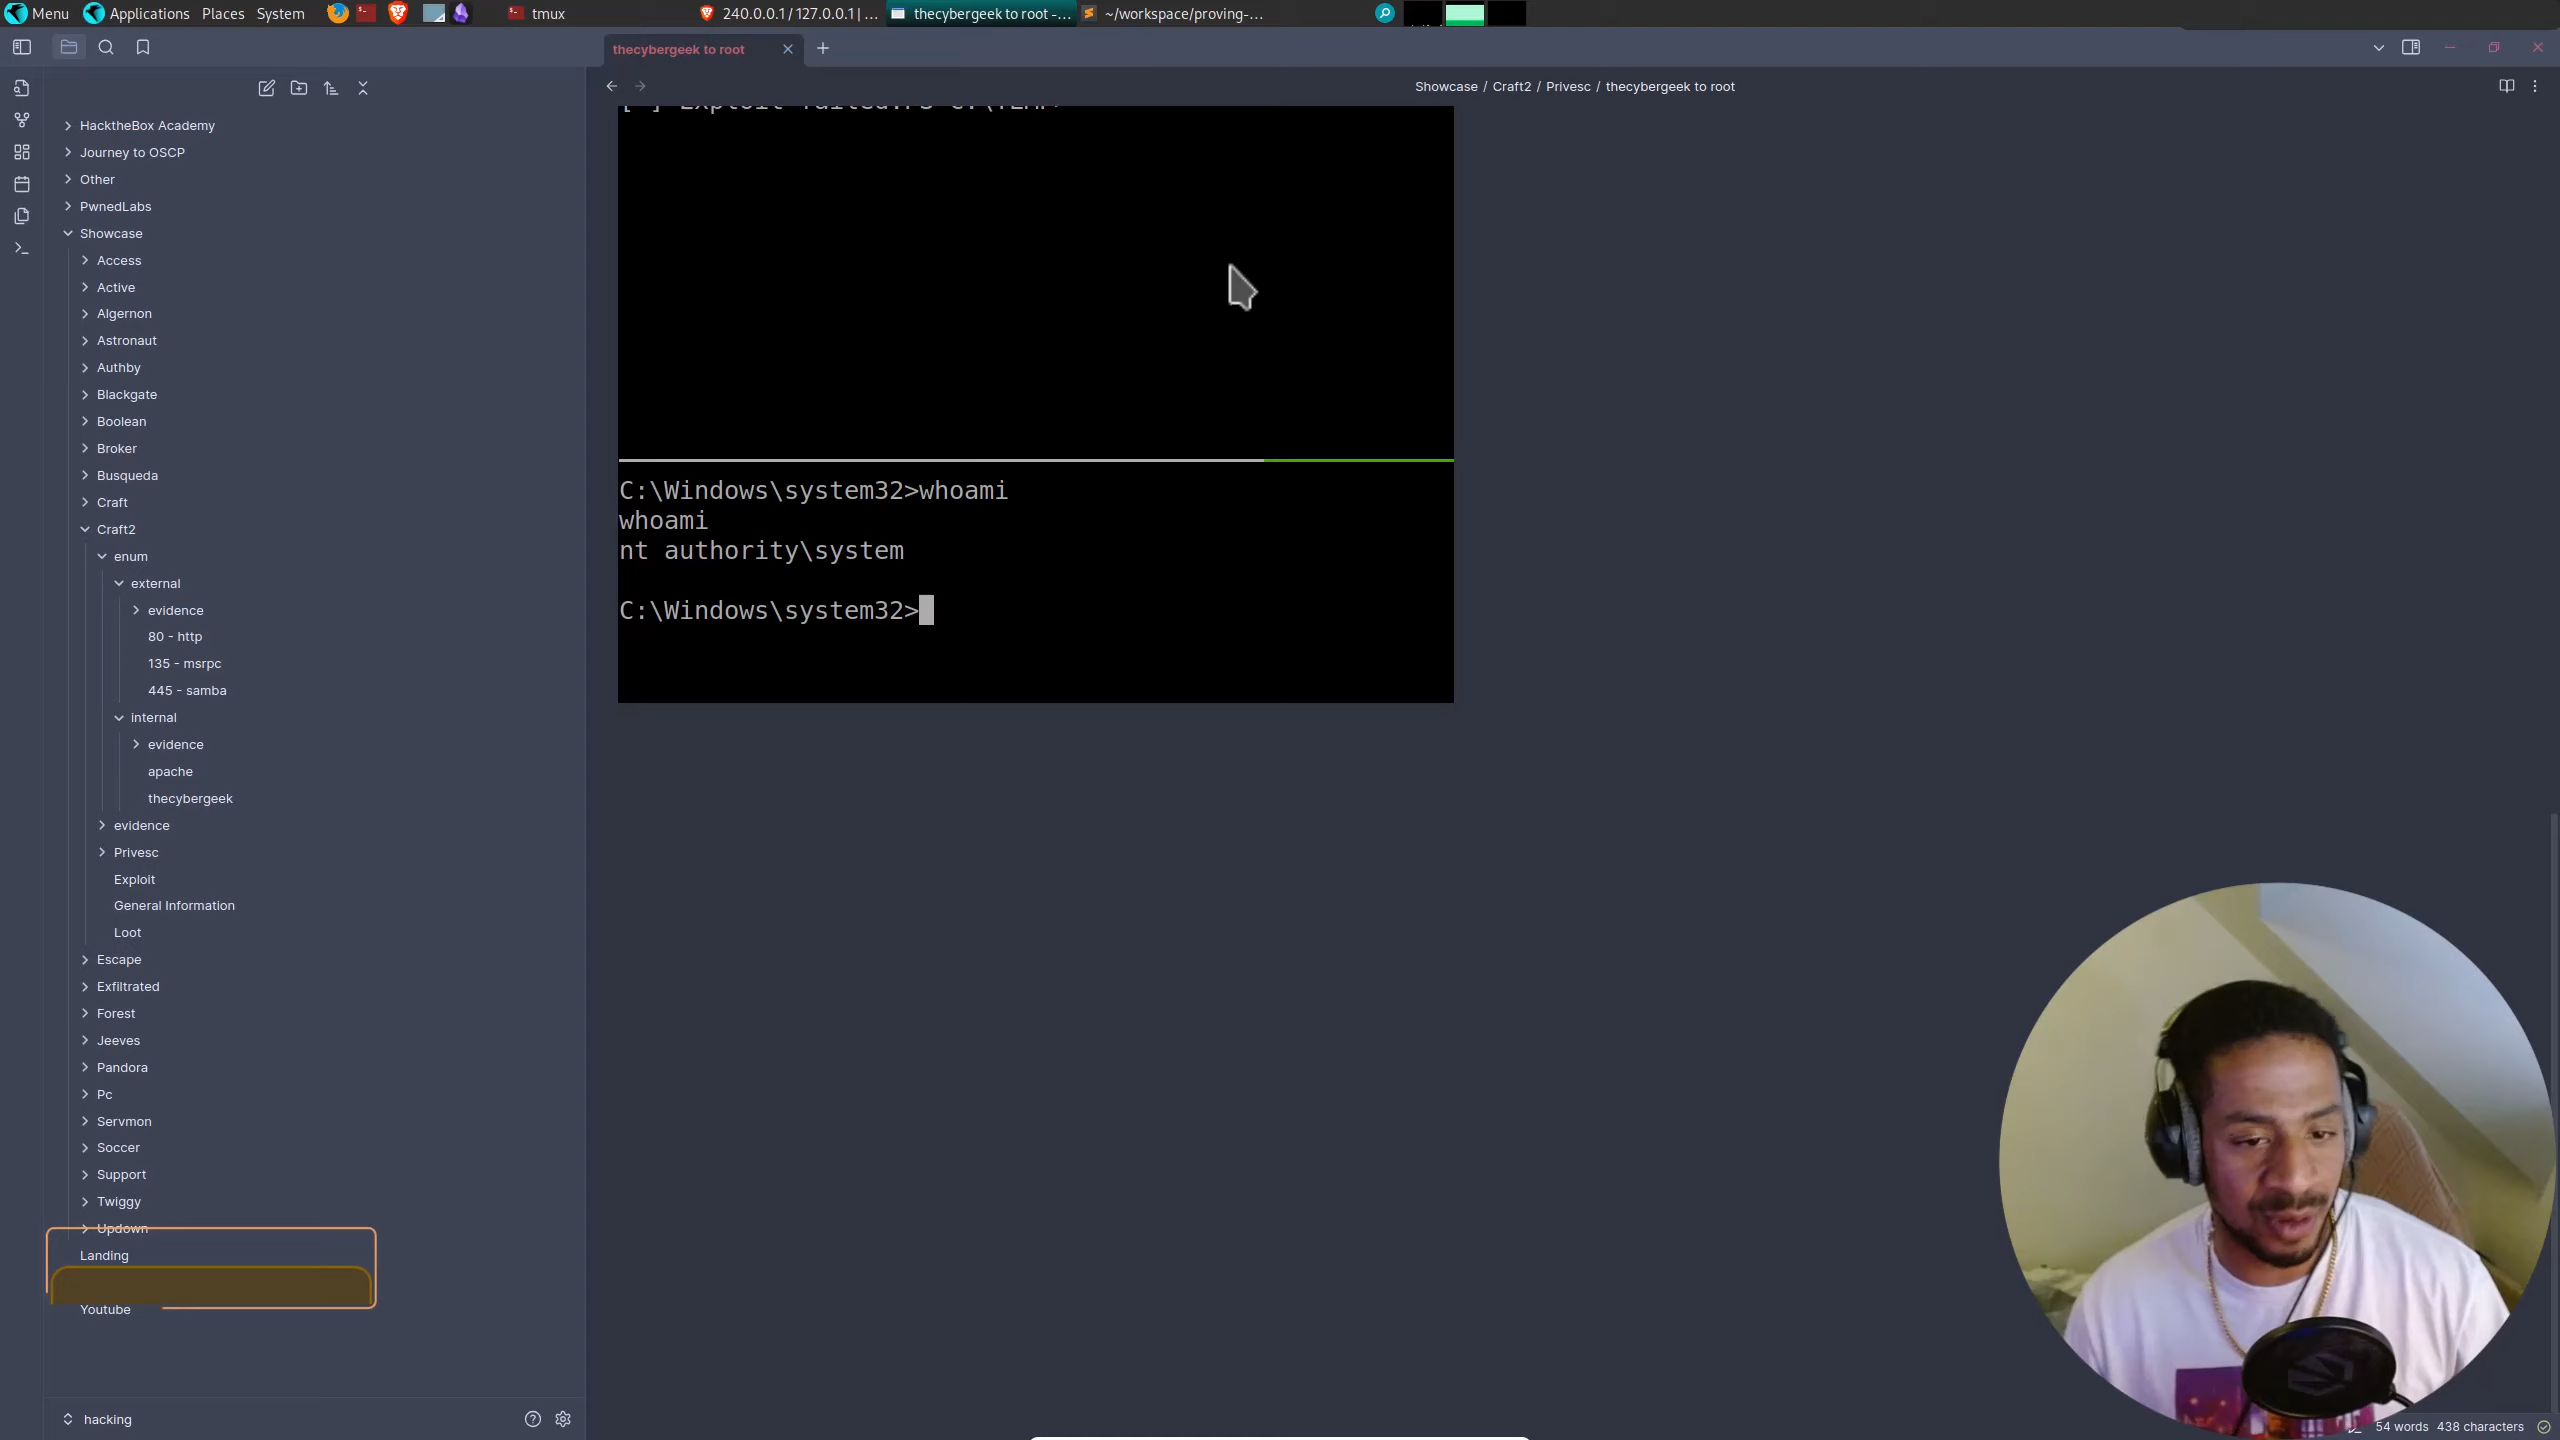 Menu Applications Places System tmux 240.0.0.1 / 127.0.0.1 | ... thecybergeek to root -... ~/workspace/proving-...
thecybergeek to root
Showcase / Craft2 / Privesc / thecybergeek to root
HacktheBox Academy
Journey to OSCP
Other
PwnedLabs
Showcase
Access
Active
Algernon
Astronaut
Authby
Blackgate
Boolean
Broker
Busqueda
Craft
Craft2
enum
external
evidence
80 - http
135 - msrpc
445 - samba
internal
evidence
apache
thecybergeek
evidence
Privesc
Exploit
General Information
Loot
Escape
Exfiltrated
Forest
Jeeves
Pandora
Pc
Servmon
Soccer
Support
Twiggy
Updown
Landing
Youtube
hacking
C:\Windows\system32>whoami
whoami
nt authority\system
C:\Windows\system32>
54 words 438 characters